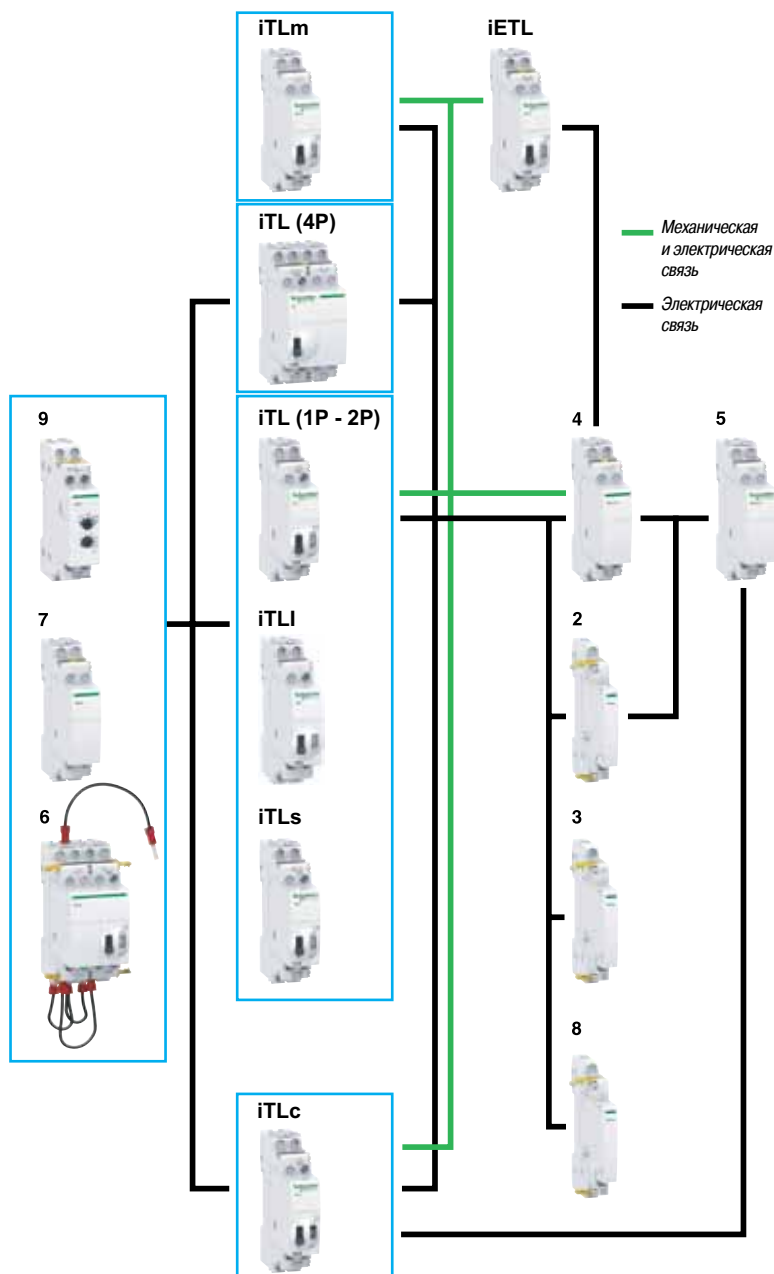 iTLm
iETL
iTL (4P)
Механическая
и электрическая
связь
Электрическая
связь
9
iTL (1P - 2P)
4
5
7
iTLl
2
6
iTLs
3
8
iTLc